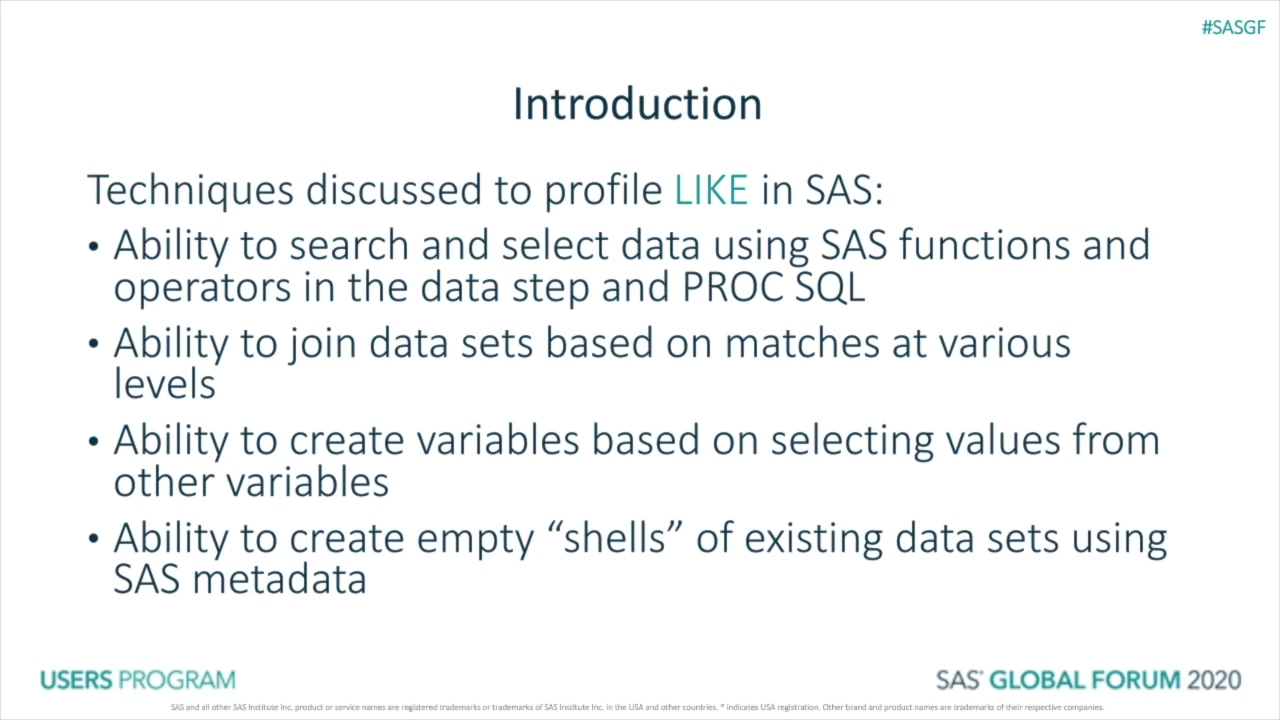 #SASGF
Introduction
Techniques discussed to profile LIKE in SAS:
• Ability to search and select data using SAS functions and
operators in the data step and PROC SQL
• Ability to join data sets based on matches at various
levels
• Ability to create variables based on selecting values from
other variables
• Ability to create empty “shells” of existing data sets using
SAS metadata
USERS PROGRAM
SAS® GLOBAL FORUM 2020
SAS and all other SAS Institute Inc. product or service names are registered trademarks or trademarks of SAS Institute Inc. in the USA and other countries. ® indicates USA registration. Other brand and product names are trademarks of their respective companies.